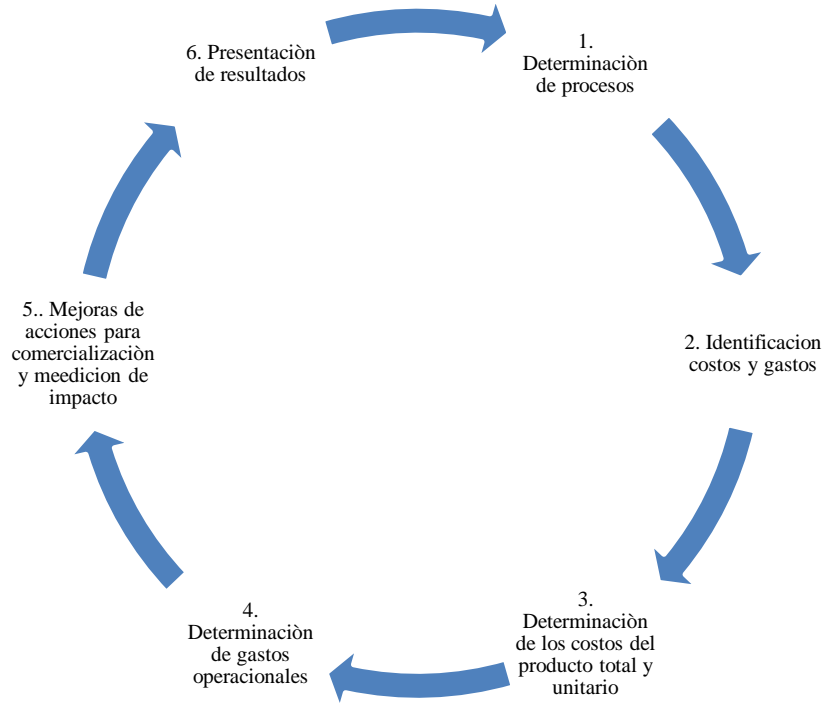 1.
Determinaciòn
de procesos
2. Identificacion
costos y gastos
3.
Determinaciòn
de los costos del
producto total y
unitario
4.
Determinaciòn
de gastos
operacionales
5.. Mejoras de
acciones para
comercializaciòn
y meedicion de
impacto
6. Presentaciòn
de resultados